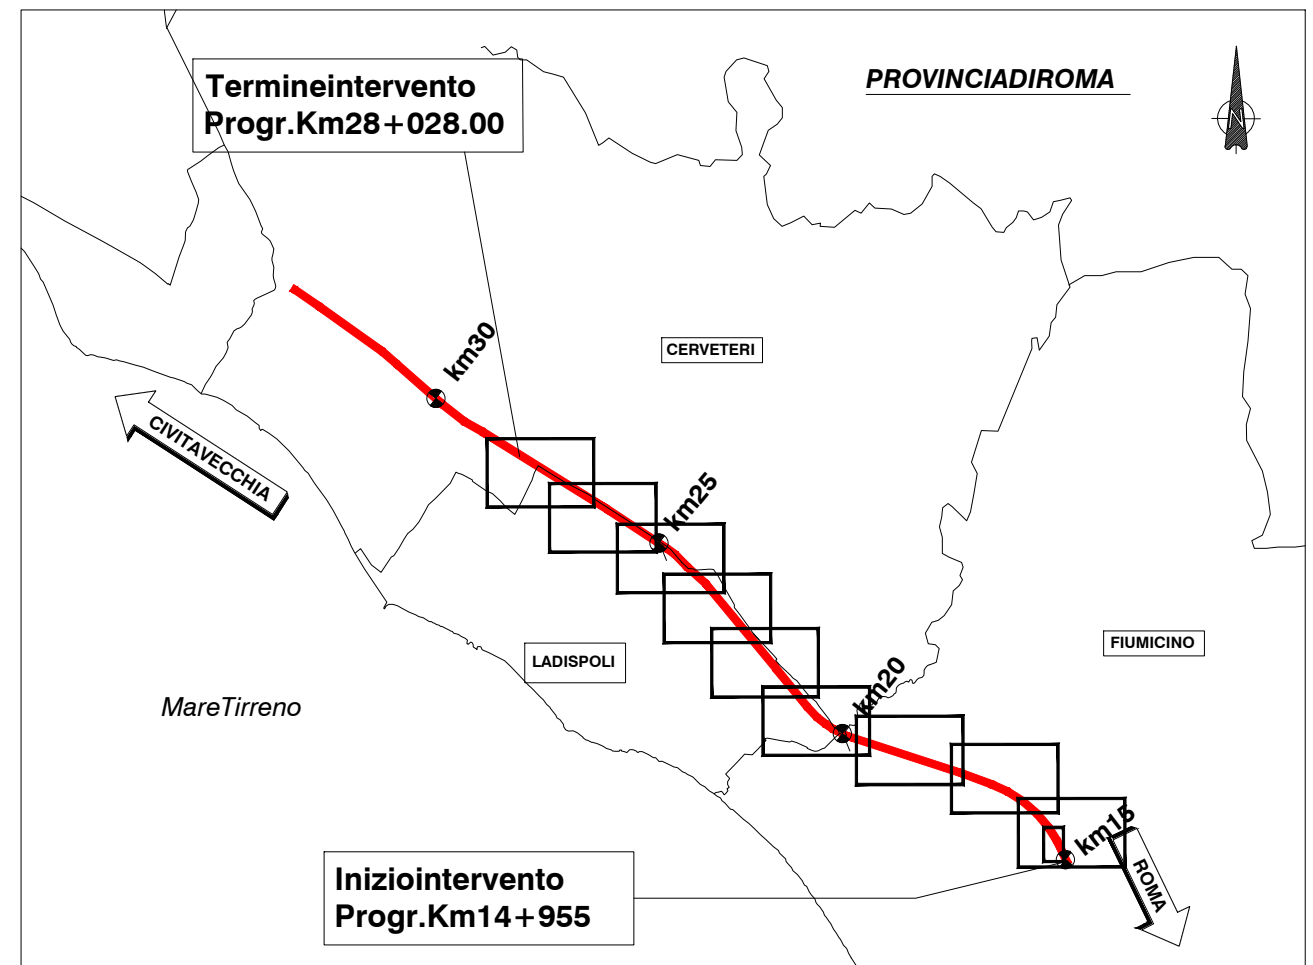 Termineintervento
Progr.Km28+028.00
PROVINCIADIROMA
N
km30
CERVETERI
CIVITAVECCHIA
km25
LADISPOLI
FIUMICINO
km20
MareTirreno
km15
ROMA
Iniziointervento
Progr.Km14+955